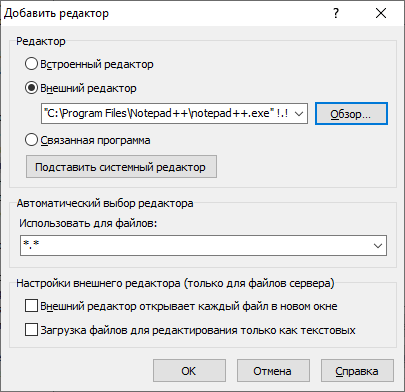 Добавить редактор
Редактор
Встроенный редактор
Внешний редактор
"C:\Program Files\Notepad++\notepad++.exe" !.!
Обзор...
Связанная программа
Подставить системный редактор
Автоматический выбор редактора
Использовать для файлов:
*.*
Настройки внешнего редактора (только для файлов сервера)
Внешний редактор открывает каждый файл в новом окне
Загрузка файлов для редактирования только как текстовых
ОК Отмена Справка